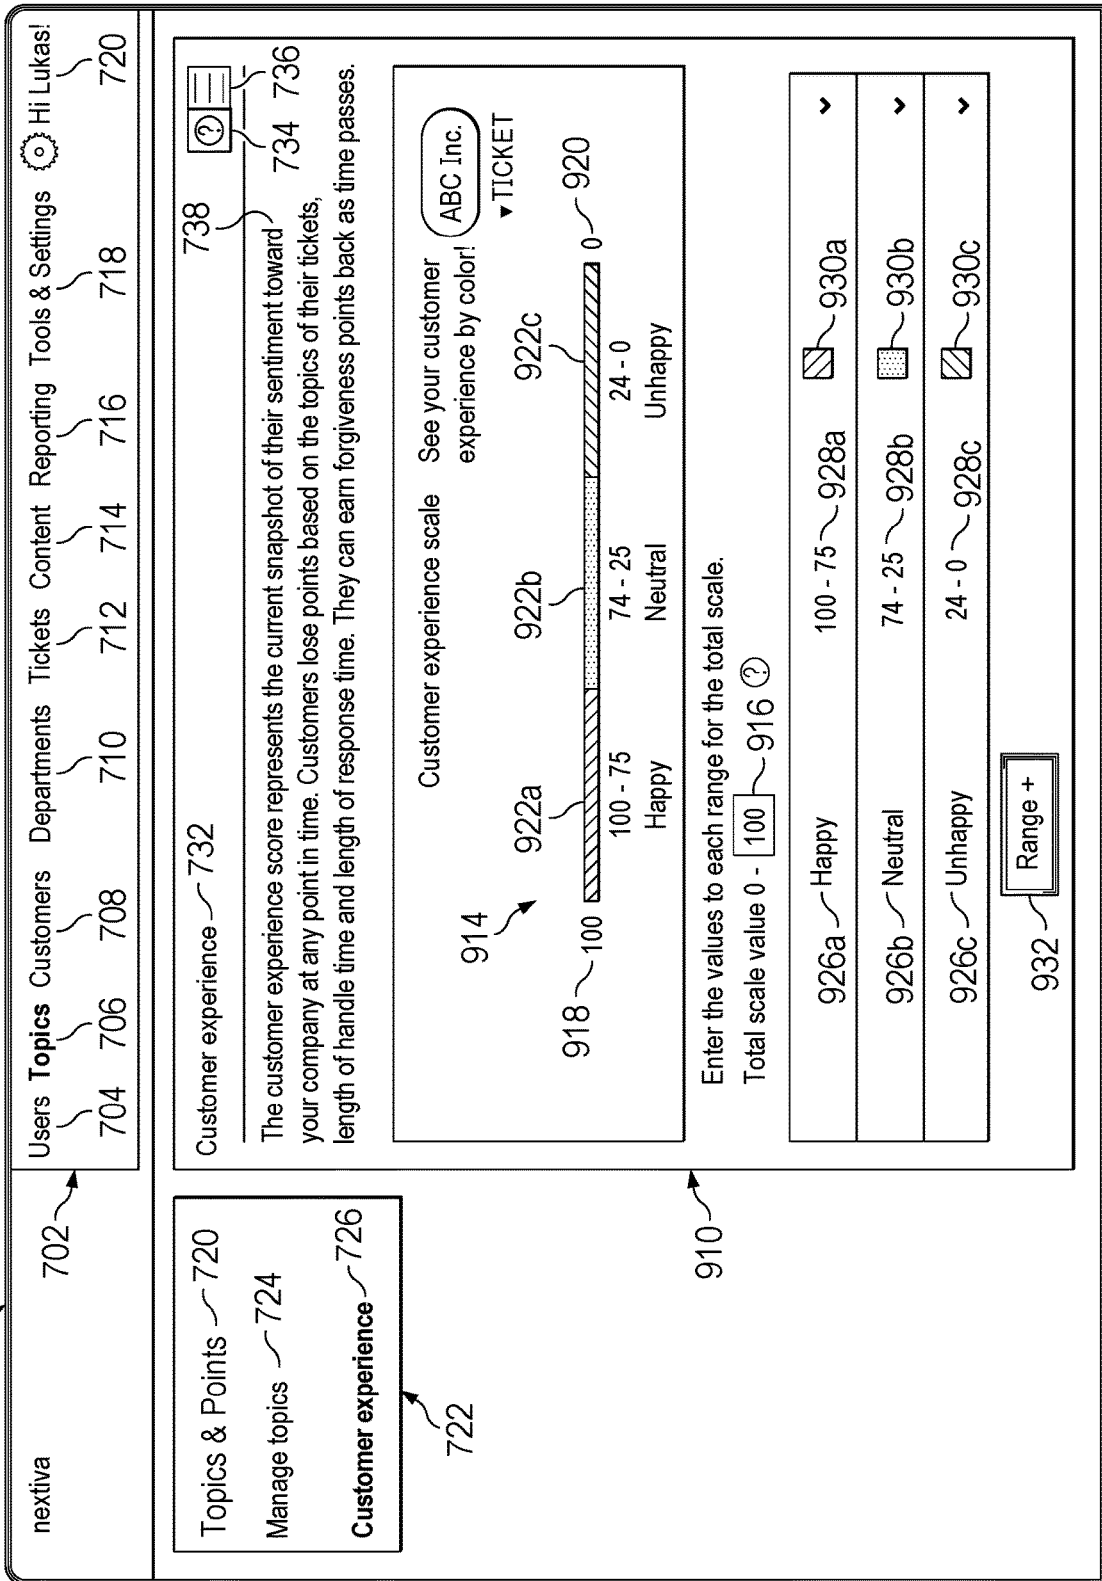 nextiva
702
Users Topics Customers Departments Tickets Content Reporting Tools & Settings Hi Lukas!
704 706 708 710 712 714 716 718 720
Topics & Points 720
Manage topics 724
Customer experience 726
722
910
Customer experience 732
738
? 734 736
The customer experience score represents the current snapshot of their sentiment toward
your company at any point in time. Customers lose points based on the topics of their tickets,
length of handle time and length of response time. They can earn forgiveness points back as time passes.
Customer experience scale
See your customer
experience by color!
ABC Inc.
▾TICKET
914
922a 922b 922c
918 100 0 920
100 - 75 74 - 25 24 - 0
Happy Neutral Unhappy
Enter the values to each range for the total scale.
Total scale value 0 - 100 916 ?
926a Happy 100 - 75 928a 930a
926b Neutral 74 - 25 928b 930b
926c Unhappy 24 - 0 928c 930c
932 Range +